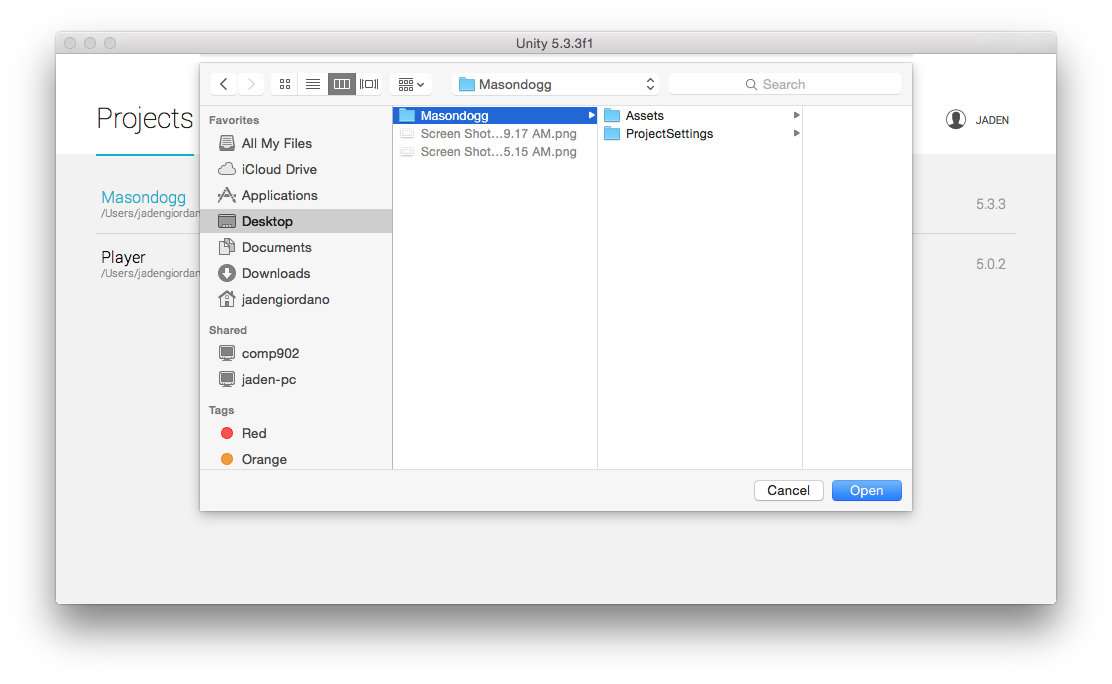 Unity 5.3.3f1
Masondogg
Search
Projects
JADEN
Masondogg
/Users/jadengiordan
5.3.3
Player
/Users/jadengiordan
5.0.2
Favorites
All My Files
iCloud Drive
Applications
Desktop
Documents
Downloads
jadengiordano
Shared
comp902
jaden-pc
Tags
Red
Orange
Masondogg
Screen Shot...9.17 AM.png
Screen Shot...5.15 AM.png
Assets
ProjectSettings
Cancel
Open